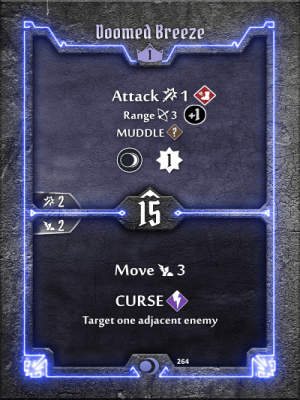 Doomed Breeze
1
Attack 1
Range 3 +1
MUDDLE ?
1
2
15
2
Move 3
CURSE
Target one adjacent enemy
264